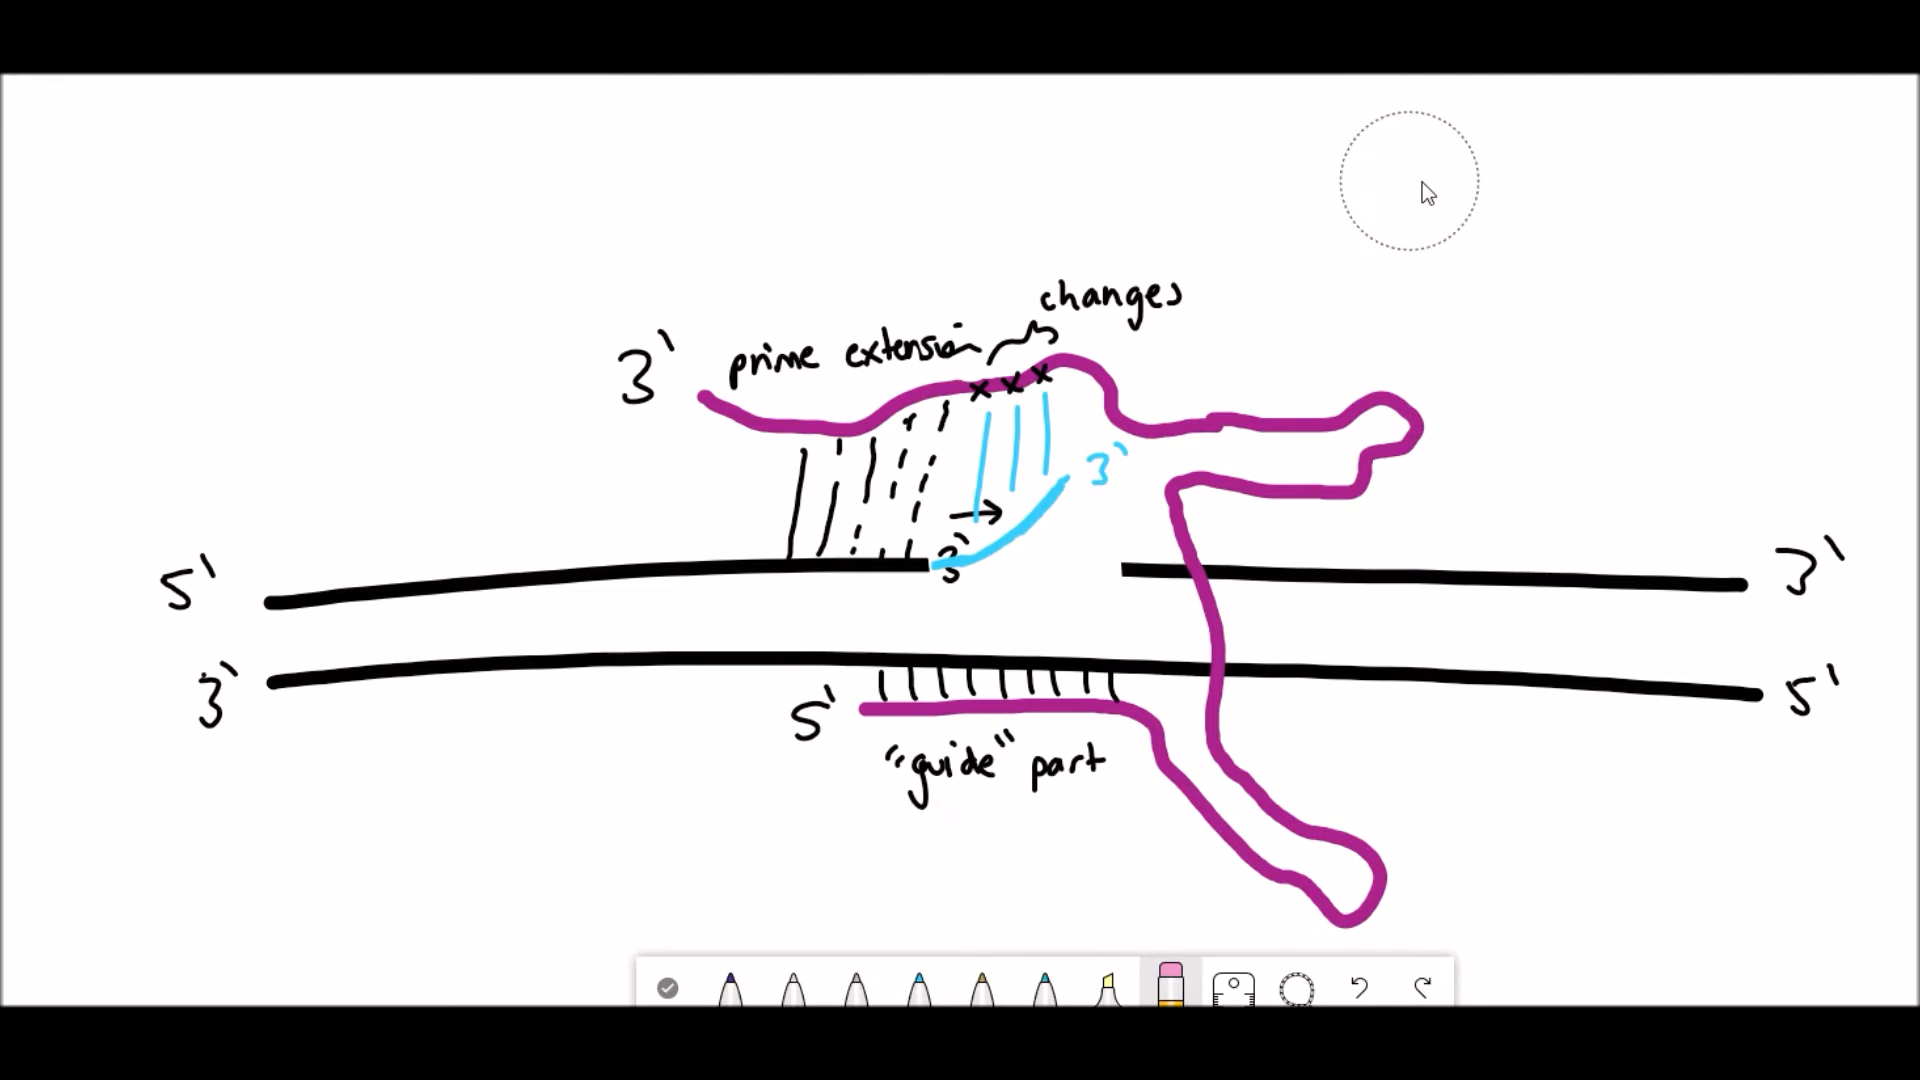 changes
prime extension
3'
3'
3'
5'
3'
3'
5'
5'
"guide" part